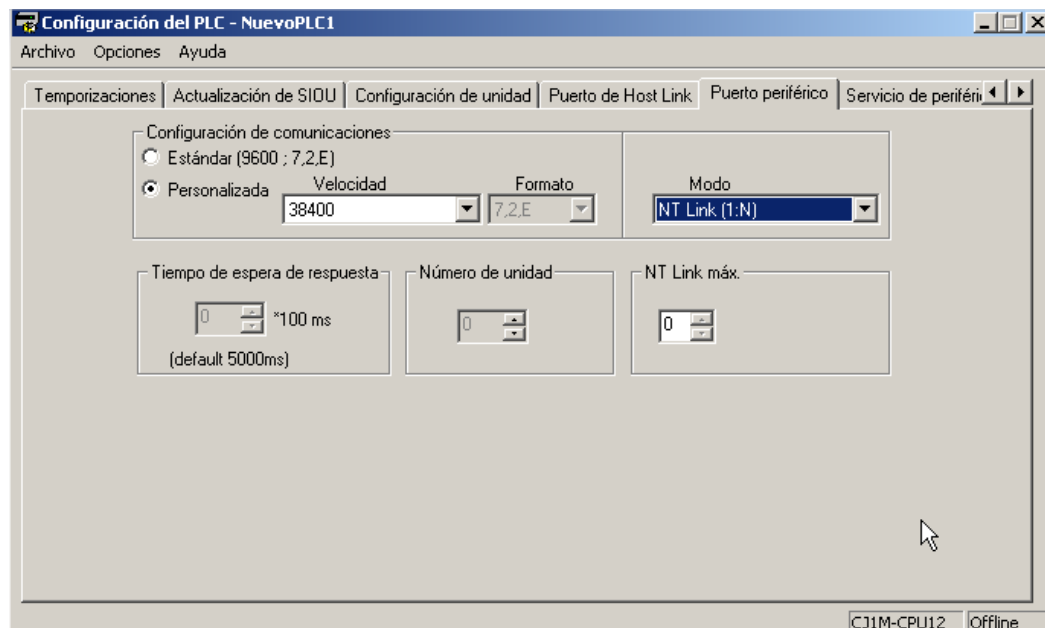 Configuración del PLC - NuevoPLC1
Archivo Opciones Ayuda
Temporizaciones Actualización de SIOU Configuración de unidad Puerto de Host Link Puerto periférico Servicio de periféri
Configuración de comunicaciones
Estándar (9600 ; 7,2,E)
Personalizada Velocidad Formato Modo
38400 7,2,E NT Link (1:N)
Tiempo de espera de respuesta Número de unidad NT Link máx.
0 *100 ms 0 0
(default 5000ms)
CJ1M-CPU12 Offline